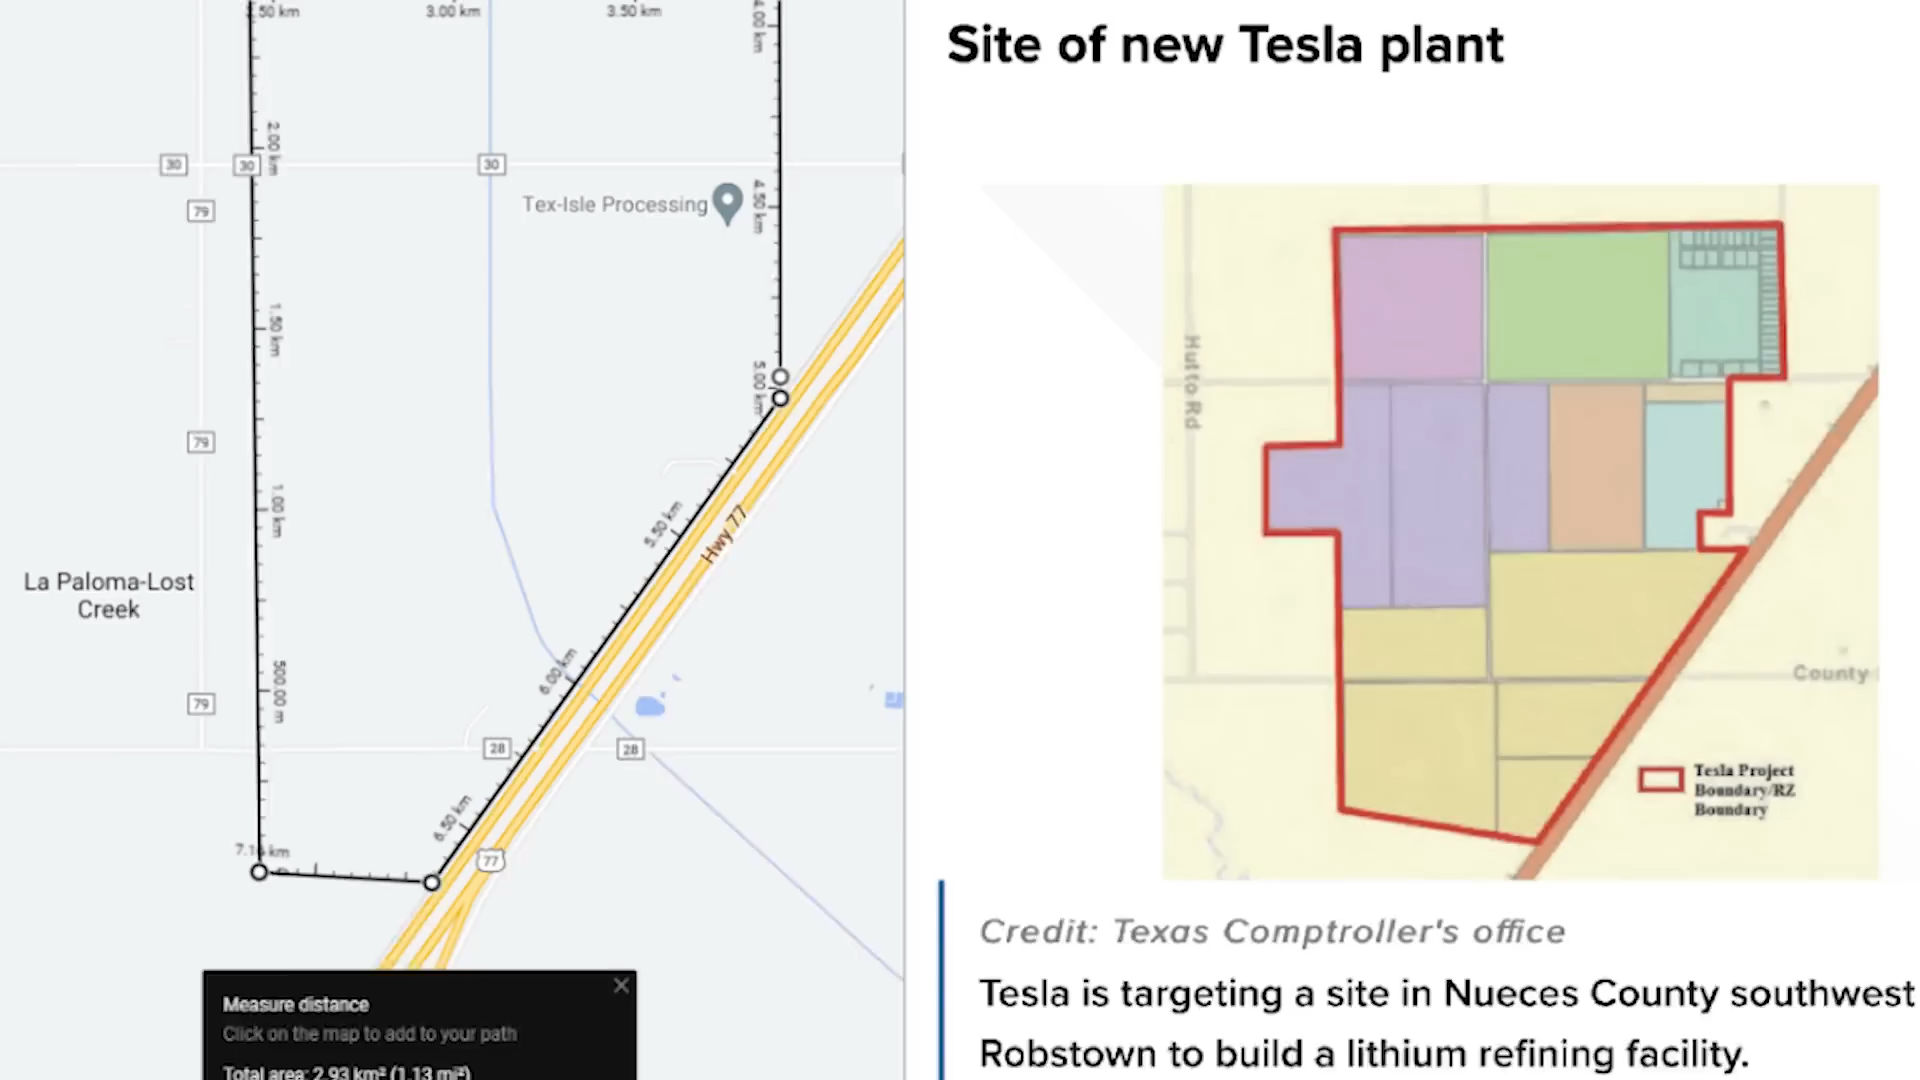 .50 km
3.00 km
3.50 km
4.00 km
2.00 km
30
30
30
79
Tex-Isle Processing
4.50 km
1.50 km
5.00 km
79
1.00 km
5.50 km
Hwy 77
La Paloma-Lost
Creek
6.00 km
500.00 m
79
28
28
6.50 km
7.1 km
77
Measure distance
Click on the map to add to your path
Total area: 2.93 km² (1.13 mi²)
Site of new Tesla plant
Hutto Rd
County
Tesla Project
Boundary/RZ
Boundary
Credit: Texas Comptroller's office
Tesla is targeting a site in Nueces County southwest
Robstown to build a lithium refining facility.